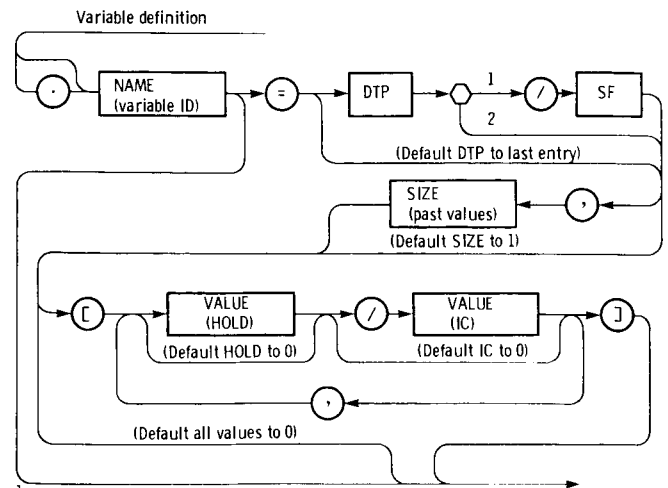 Variable definition
.
NAME
(variable ID)
=
DTP
1
2
/
SF
(Default DTP to last entry)
SIZE
(past values)
,
(Default SIZE to 1)
[
VALUE
(HOLD)
/
VALUE
(IC)
]
(Default HOLD to 0)
(Default IC to 0)
,
(Default all values to 0)